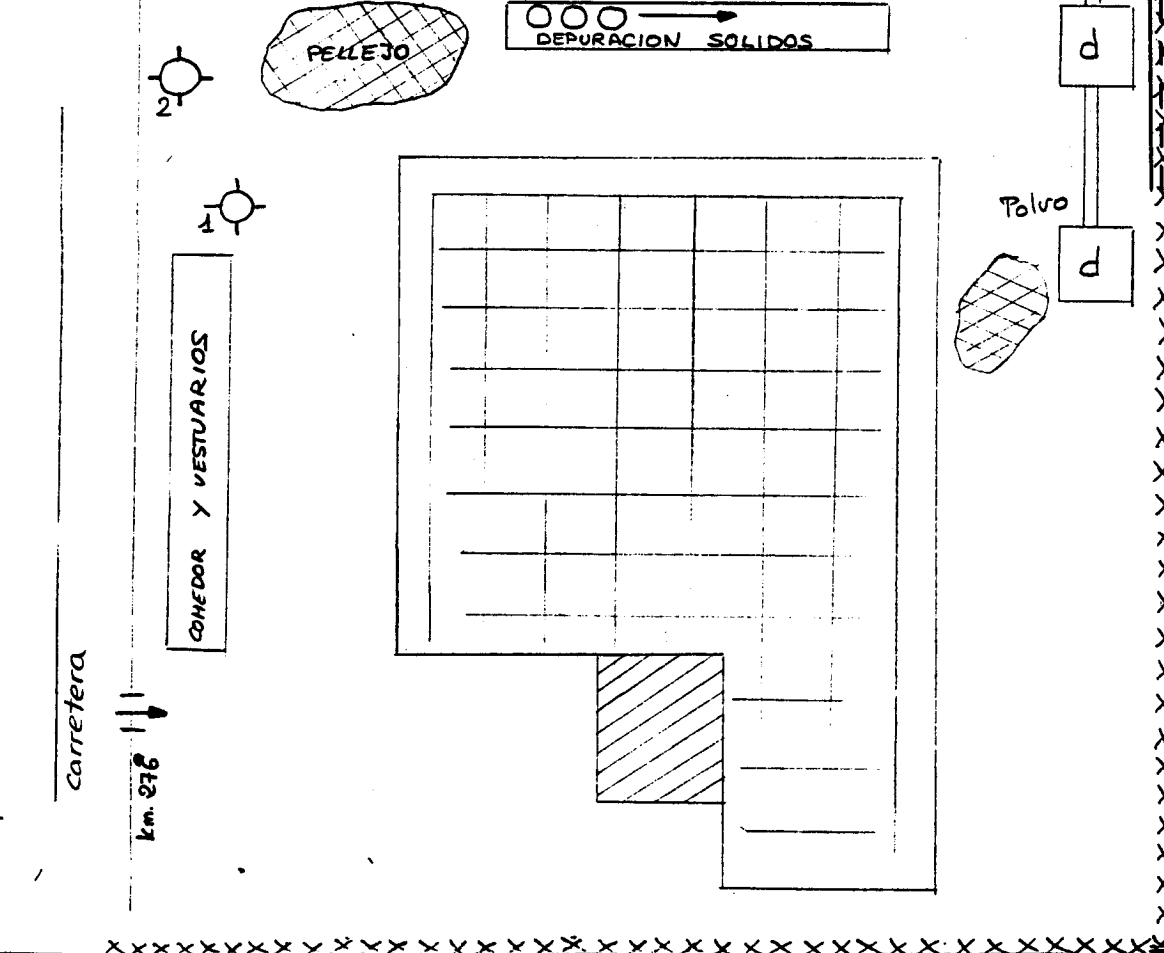 DEPURACION SOLIDOS
PELLEJO
d
2
1
Polvo
d
COMEDOR Y VESTUARIOS
Carretera
km. 276